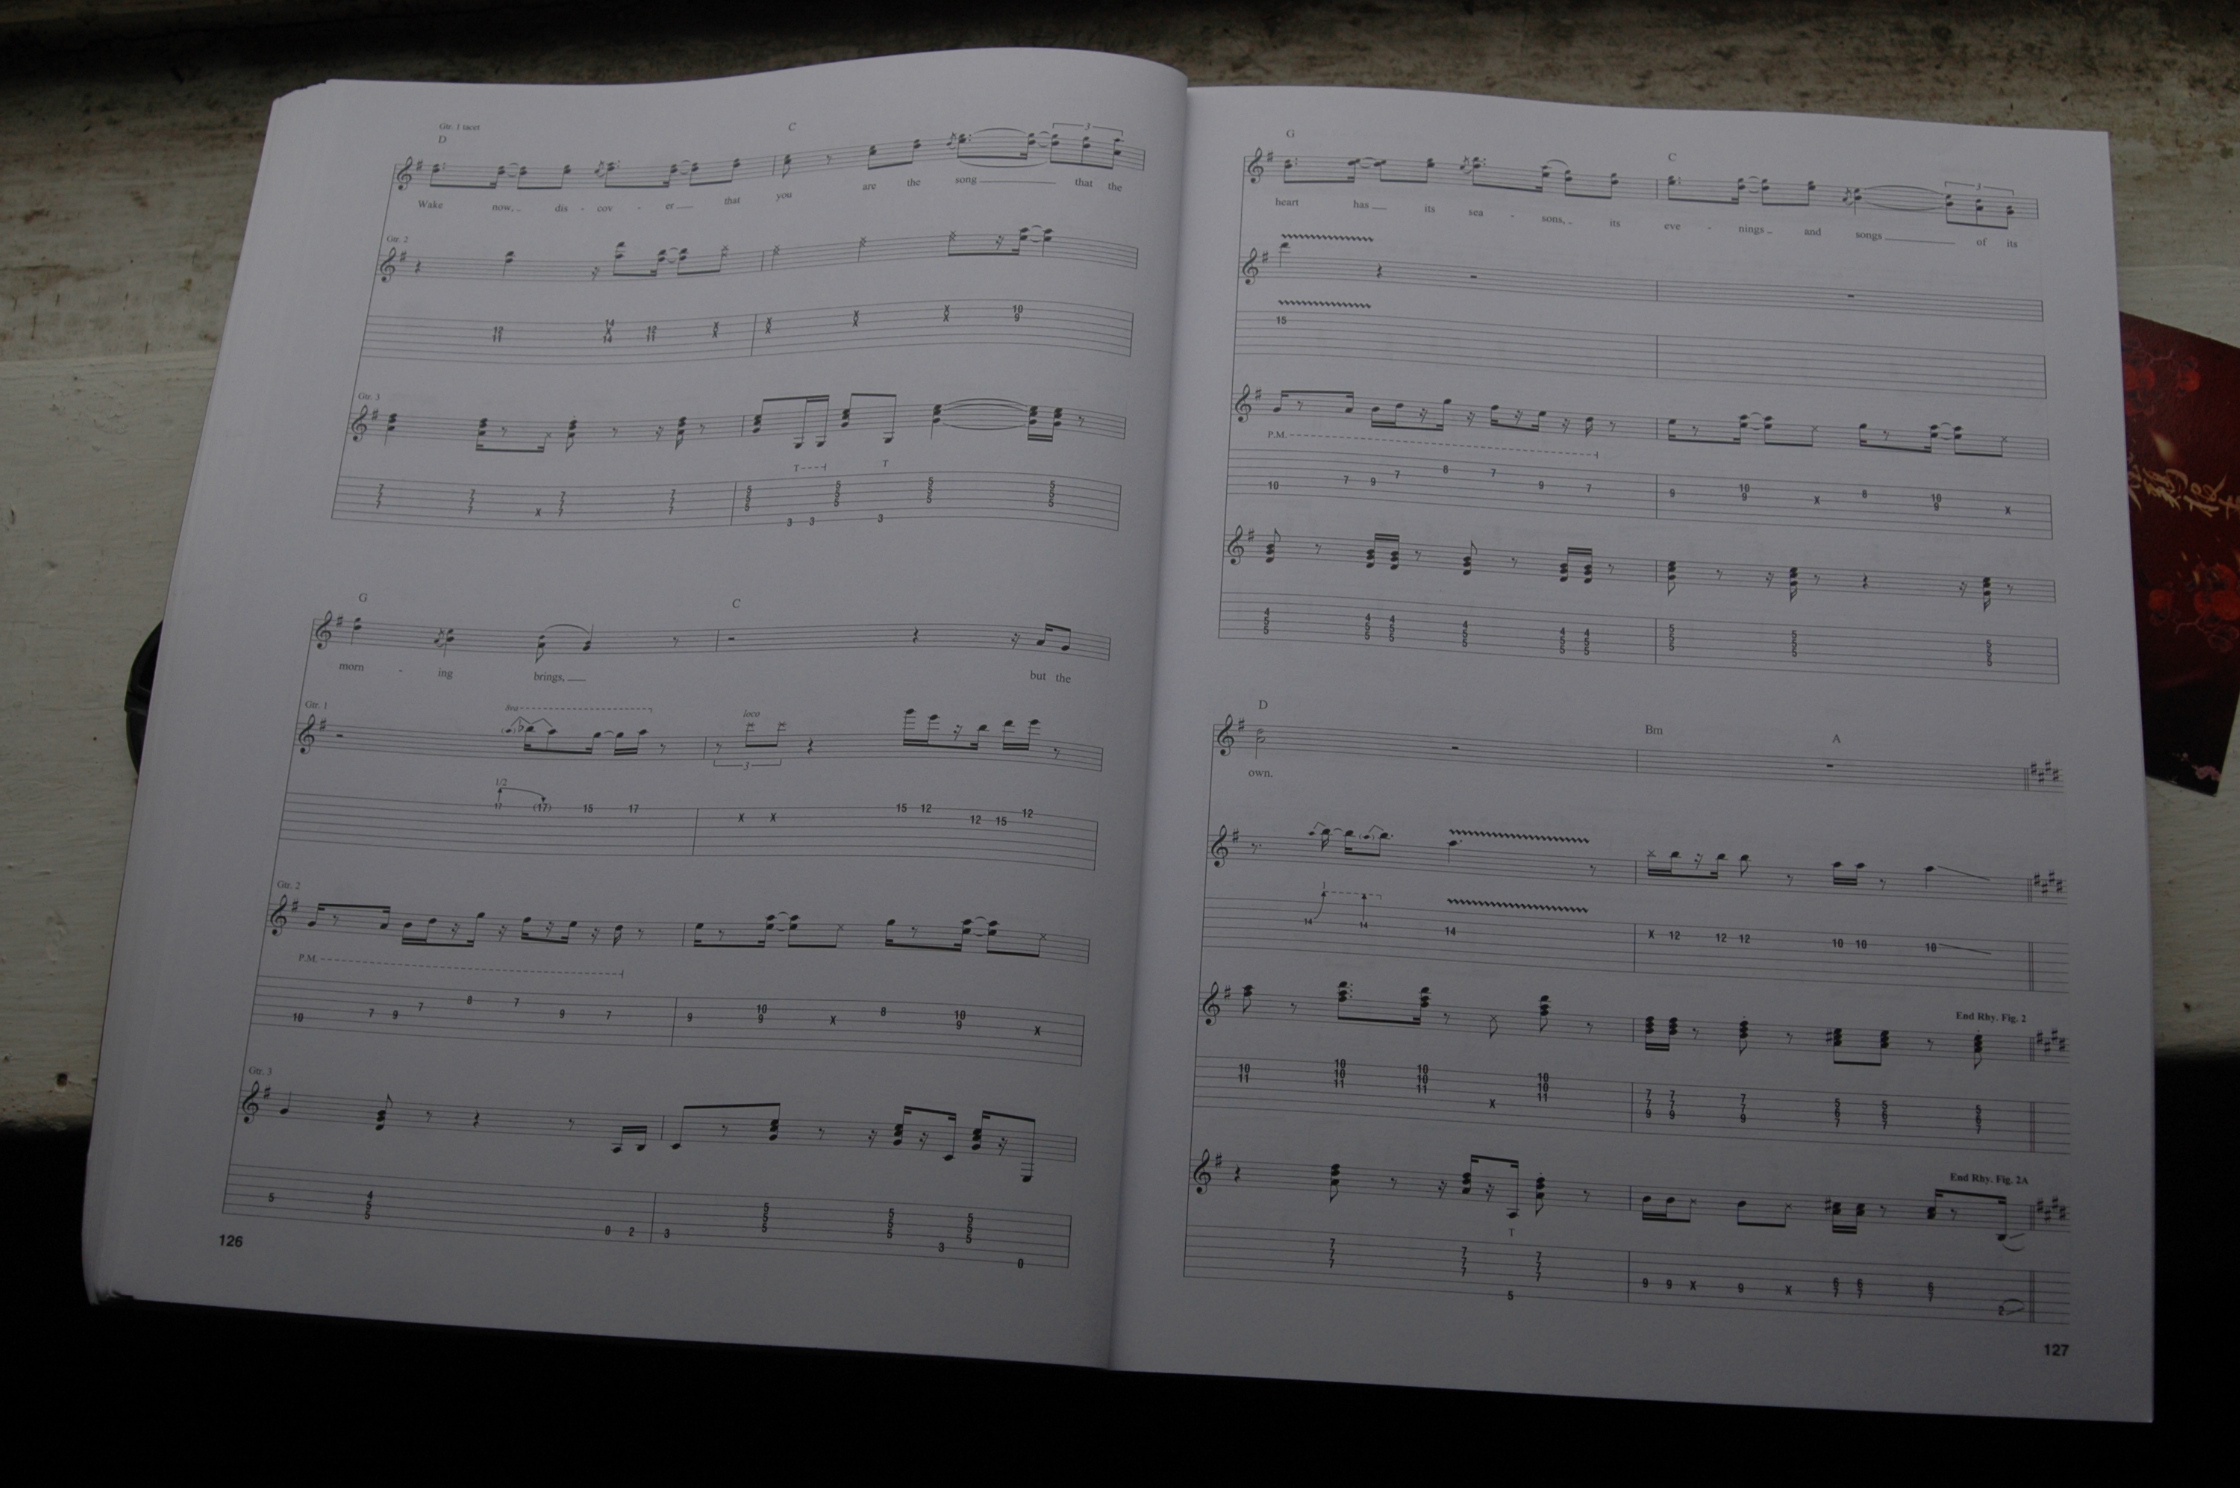 Gtr. 1 tacet
D C
3
Wake now, dis - cov - er that you are the song that the
Gtr. 2
12 14 12 X X X X 10
11 X 11 X X X X 9
14
Gtr. 3
T T
7 7 7 7 5 5 5 5
7 7 7 7 5 5 5 5
7 7 X 7 7 5 5 5 5
3 3 3
G C
morn - ing brings, but the
Gtr. 1
8va loco
3
1/2
17 (17) 15 17 X X 15 12 12 15 12
Gtr. 2
P.M.
10 7 9 7 8 7 9 7 9 10 X 8 10 X
9 9
Gtr. 3
5 4 0 2 3 5 5 3 5 0
5 5 5 5
5 5 5 5
126
G C
3
heart has its sea - sons, its eve - nings and songs of its
15
P.M.
10 7 9 7 8 7 9 7 9 10 X 8 10 X
9 9
4 4 4 4 4 4 5 5 5
5 5 5 5 5 5 5 5 5
5 5 5 5 5 5 5 5 5
D Bm A
own.
1
14 14 14 X 12 12 12 10 10 10
End Rhy. Fig. 2
10 10 10 10 7 7 7 5 5 5
11 10 10 10 7 7 7 6 6 6
11 11 X 11 9 9 9 7 7 7
End Rhy. Fig. 2A
T
7 7 7 9 9 X 9 X 6 6 6
7 7 7 7 7 7
7 7 7 2
5
127